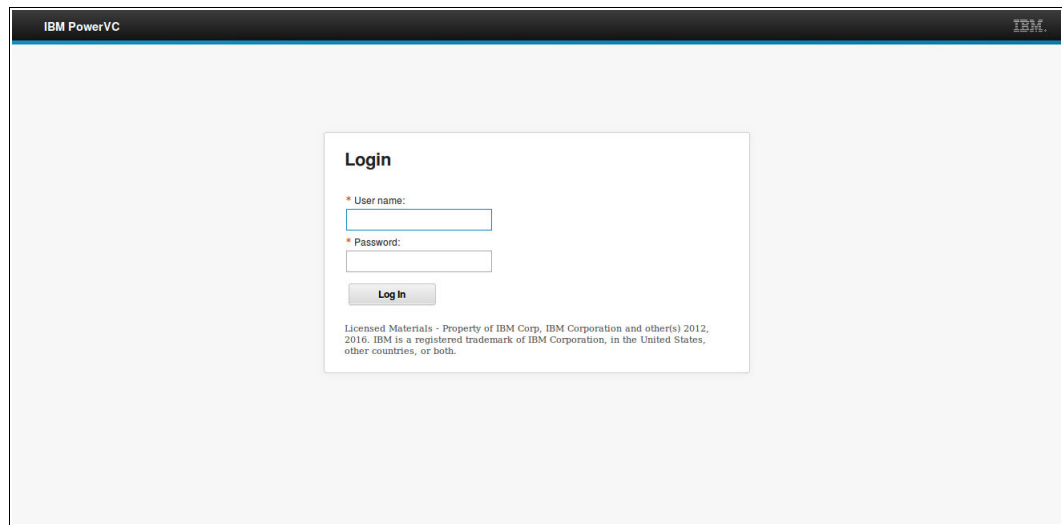 IBM PowerVC
IBM.
Login
* User name:
* Password:
Log In
Licensed Materials - Property of IBM Corp, IBM Corporation and other(s) 2012,
2016. IBM is a registered trademark of IBM Corporation, in the United States,
other countries, or both.